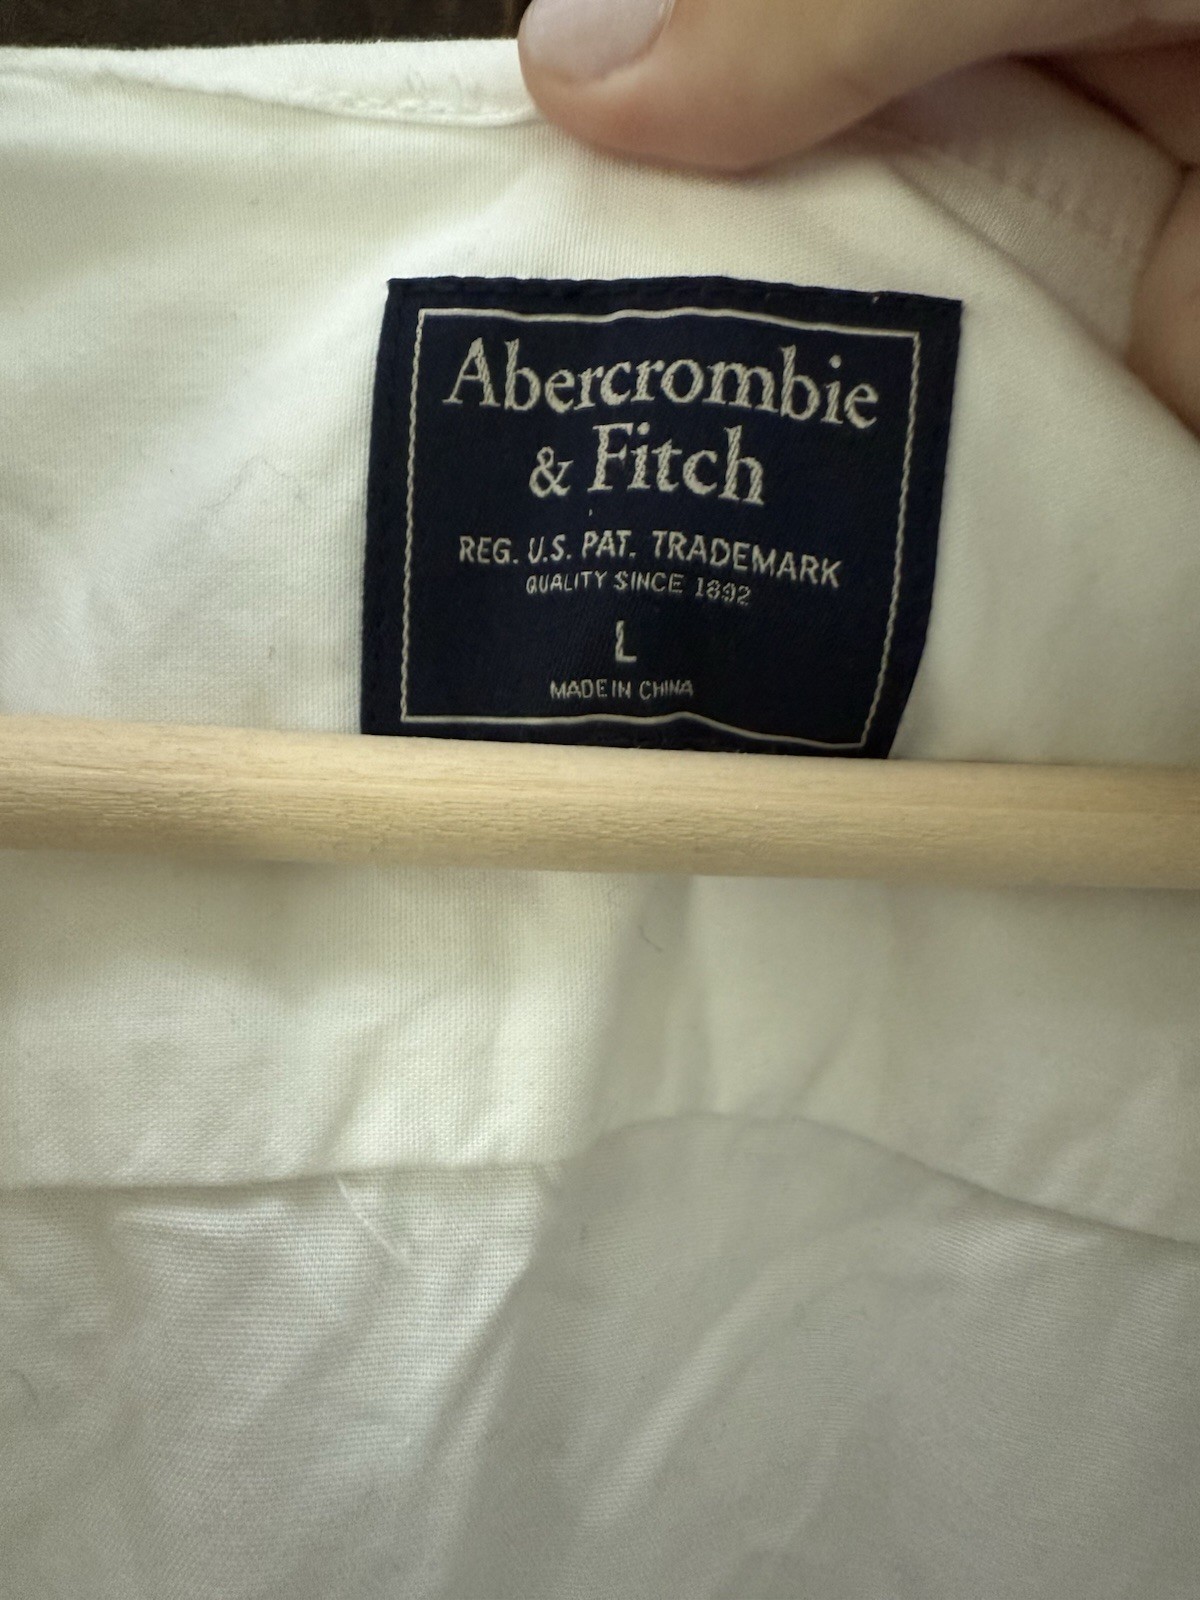 Abercrombie
& Fitch
REG. U.S. PAT. TRADEMARK
QUALITY SINCE 1892
L
MADE IN CHINA